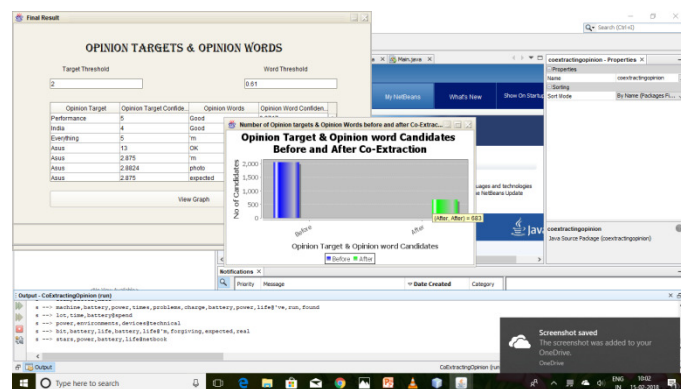 Final Result
Search (Ctrl+I)
OPINION TARGETS & OPINION WORDS
Target Threshold
Word Threshold
2
0.61
Opinion Target
Opinion Target Confide...
Opinion Words
Opinion Word Confiden...
Performance
5
Good
India
4
Good
Everything
5
'm
Asus
13
OK
Asus
2.875
'm
Asus
2.8824
photo
Asus
2.875
expected
View Graph
Main.java
My NetBeans
What's New
Show On Startup
coextractingopinion - Properties
Properties
Name
coextractingopinion
Sorting
Sort Mode
By Name (Packages Fi...
Number of Opinion targets & Opinion Words before and after Co-Extrac...
Opinion Target & Opinion word Candidates
Before and After Co-Extraction
No of Candidates
2,000
1,500
1,000
500
0
Before
After
(After, After) = 683
Opinion Target & Opinion word Candidates
Before
After
uages and technologies
s NetBeans Update
Java
coextractingopinion
Java Source Package (coextractingopinion)
Notifications
Priority
Message
Date Created
Category
Output - CoExtractingOpinion (run)
x --> machine,battery,power,times,problems,charge,battery,power,life@'ve,run,found
x --> lot,time,battery@spend
x --> power,environments,devices@technical
x --> bit,battery,life,battery,life@'m,forgiving,expected,real
x --> stars,power,battery,life@netbook
Output
CoExtractingOpinion (run)
Screenshot saved
The screenshot was added to your
OneDrive.
OneDrive
Type here to search
ENG
IN
10:02
15-02-2018